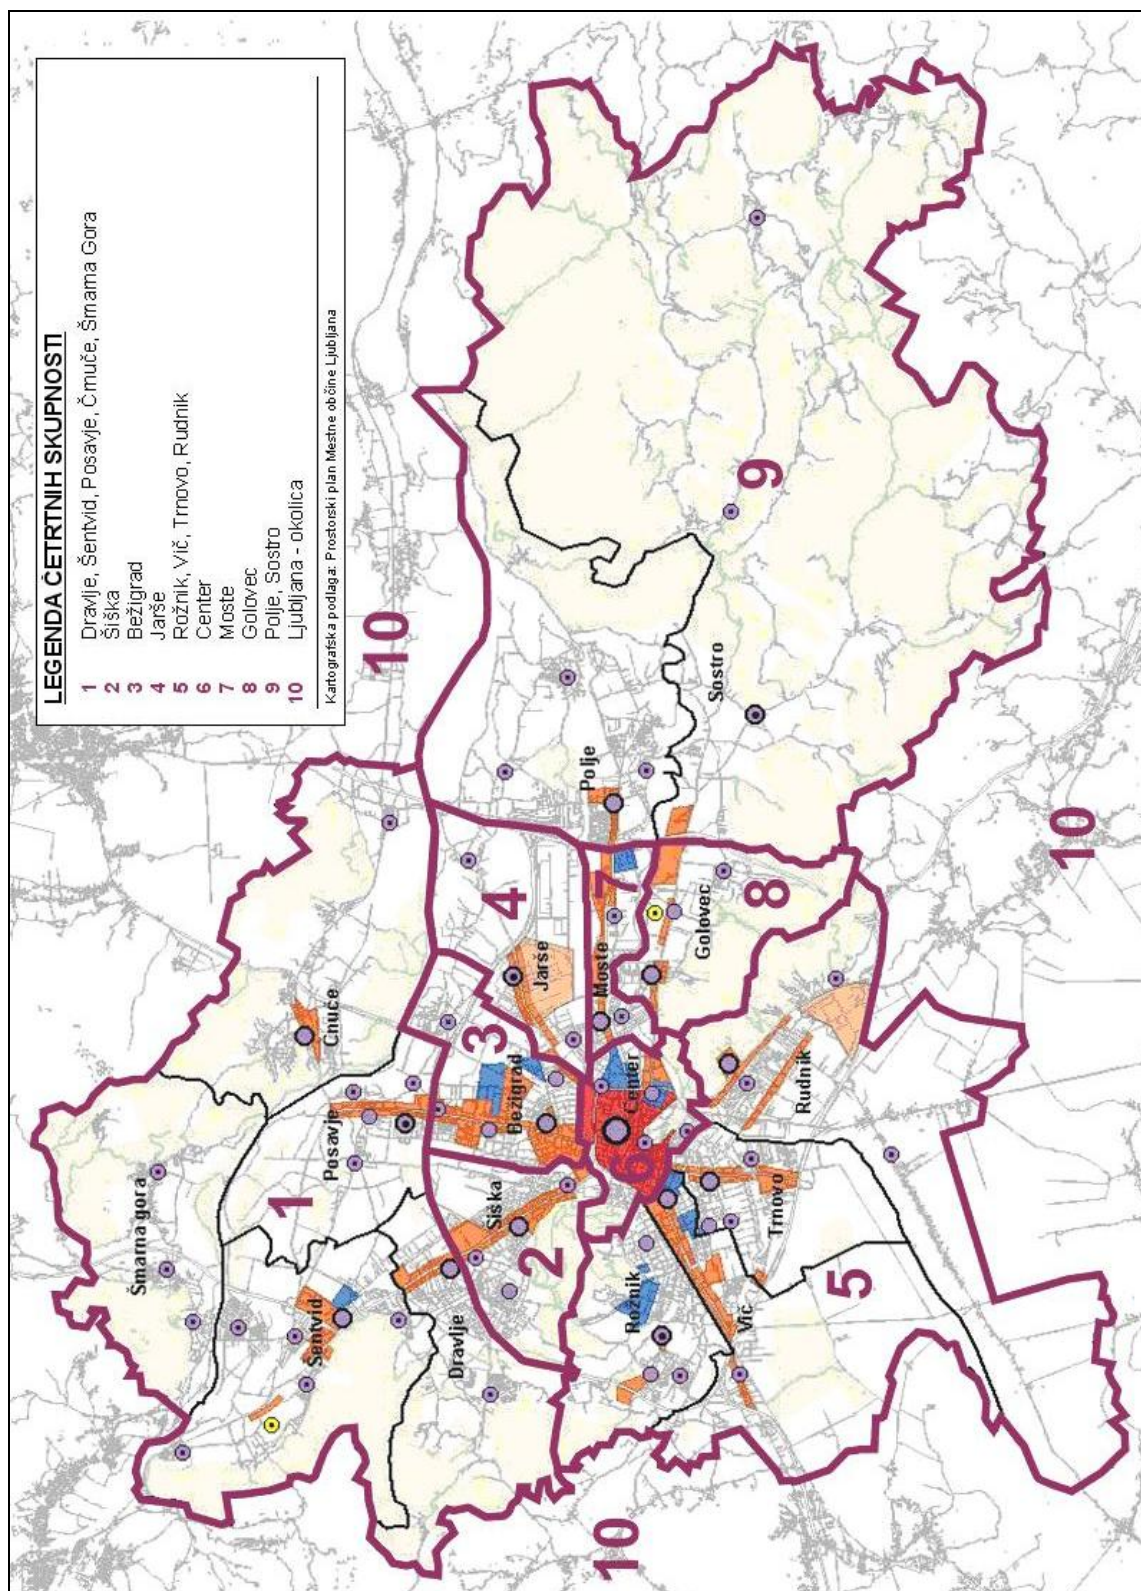 LEGENDA ČETRTNIH SKUPNOSTI
1 Dravlje, Šentvid, Posavje, Črnuče, Šmarna Gora
2 Šiška
3 Bežigrad
4 Jarše
5 Rožnik, Vič, Trnovo, Rudnik
6 Center
7 Moste
8 Golovec
9 Polje, Sostro
10 Ljubljana - okolica
Kartografska podlaga: Prostorski plan Mestne občine Ljubljana
Šmarna gora
1
Črnuče
Posavje
Šentvid
10
Dravlje
Šiška
2
Bežigrad
3
Jarše
4
Polje
10
Rožnik
6
Center
Moste
7
Sostro
9
Vič
Trnovo
Golovec
8
5
Rudnik
10